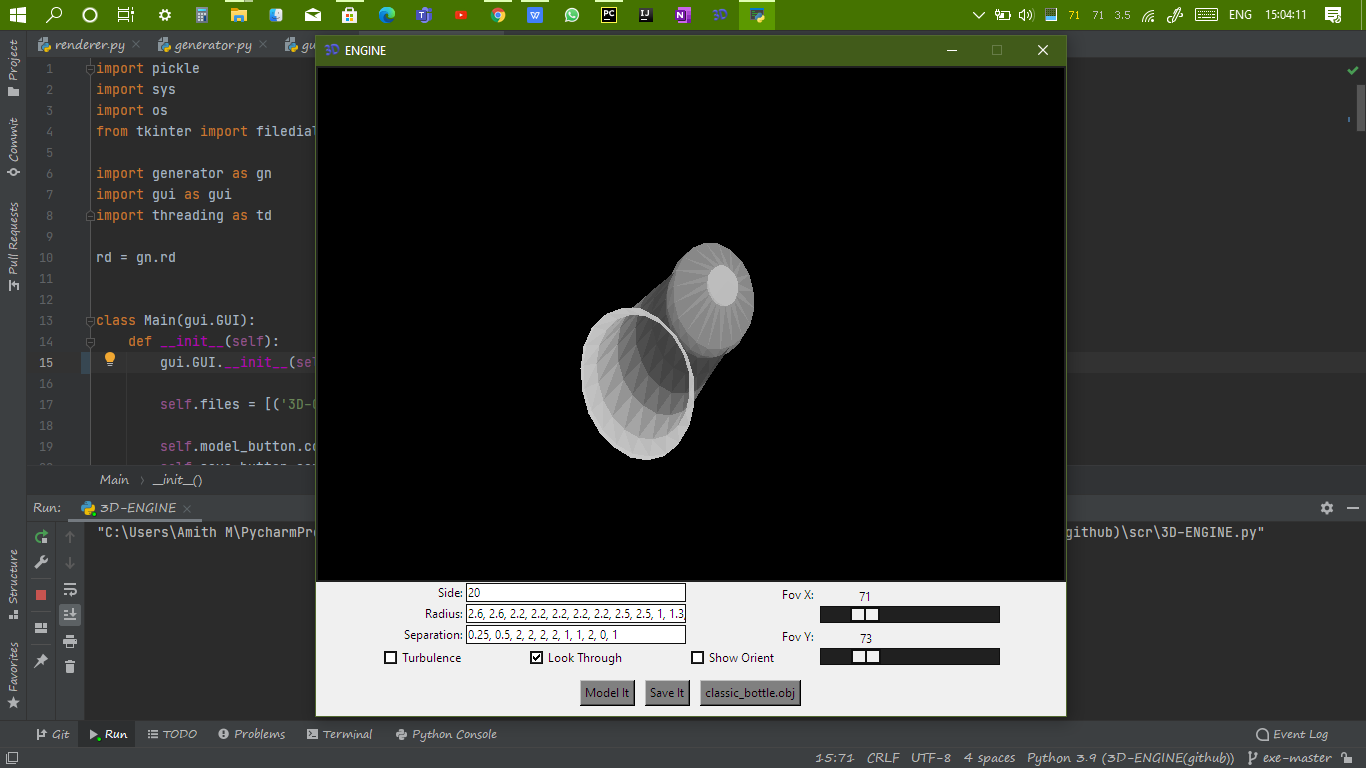 71 71 3.5 ENG 15:04:11
renderer.py generator.py gu
3D ENGINE
Project
Commit
Pull Requests
1 import pickle
2 import sys
3 import os
4 from tkinter import filedial
5
6 import generator as gn
7 import gui as gui
8 import threading as td
9
10 rd = gn.rd
11
12
13 class Main(gui.GUI):
14 def __init__(self):
15 gui.GUI.__init__(sel
16
17 self.files = [('3D-O
18
19 self.model_button.co
Main › __init__()
Run: 3D-ENGINE
"C:\Users\Amith M\PycharmPro github)\scr\3D-ENGINE.py"
Structure
Favorites
Side: 20
Radius: 2.6, 2.6, 2.2, 2.2, 2.2, 2.2, 2.2, 2.5, 2.5, 1, 1.3
Separation: 0.25, 0.5, 2, 2, 2, 2, 1, 1, 2, 0, 1
Turbulence Look Through Show Orient
Fov X: 71
Fov Y: 73
Model It Save It classic_bottle.obj
Git Run TODO Problems Terminal Python Console Event Log
15:71 CRLF UTF-8 4 spaces Python 3.9 (3D-ENGINE(github)) exe-master